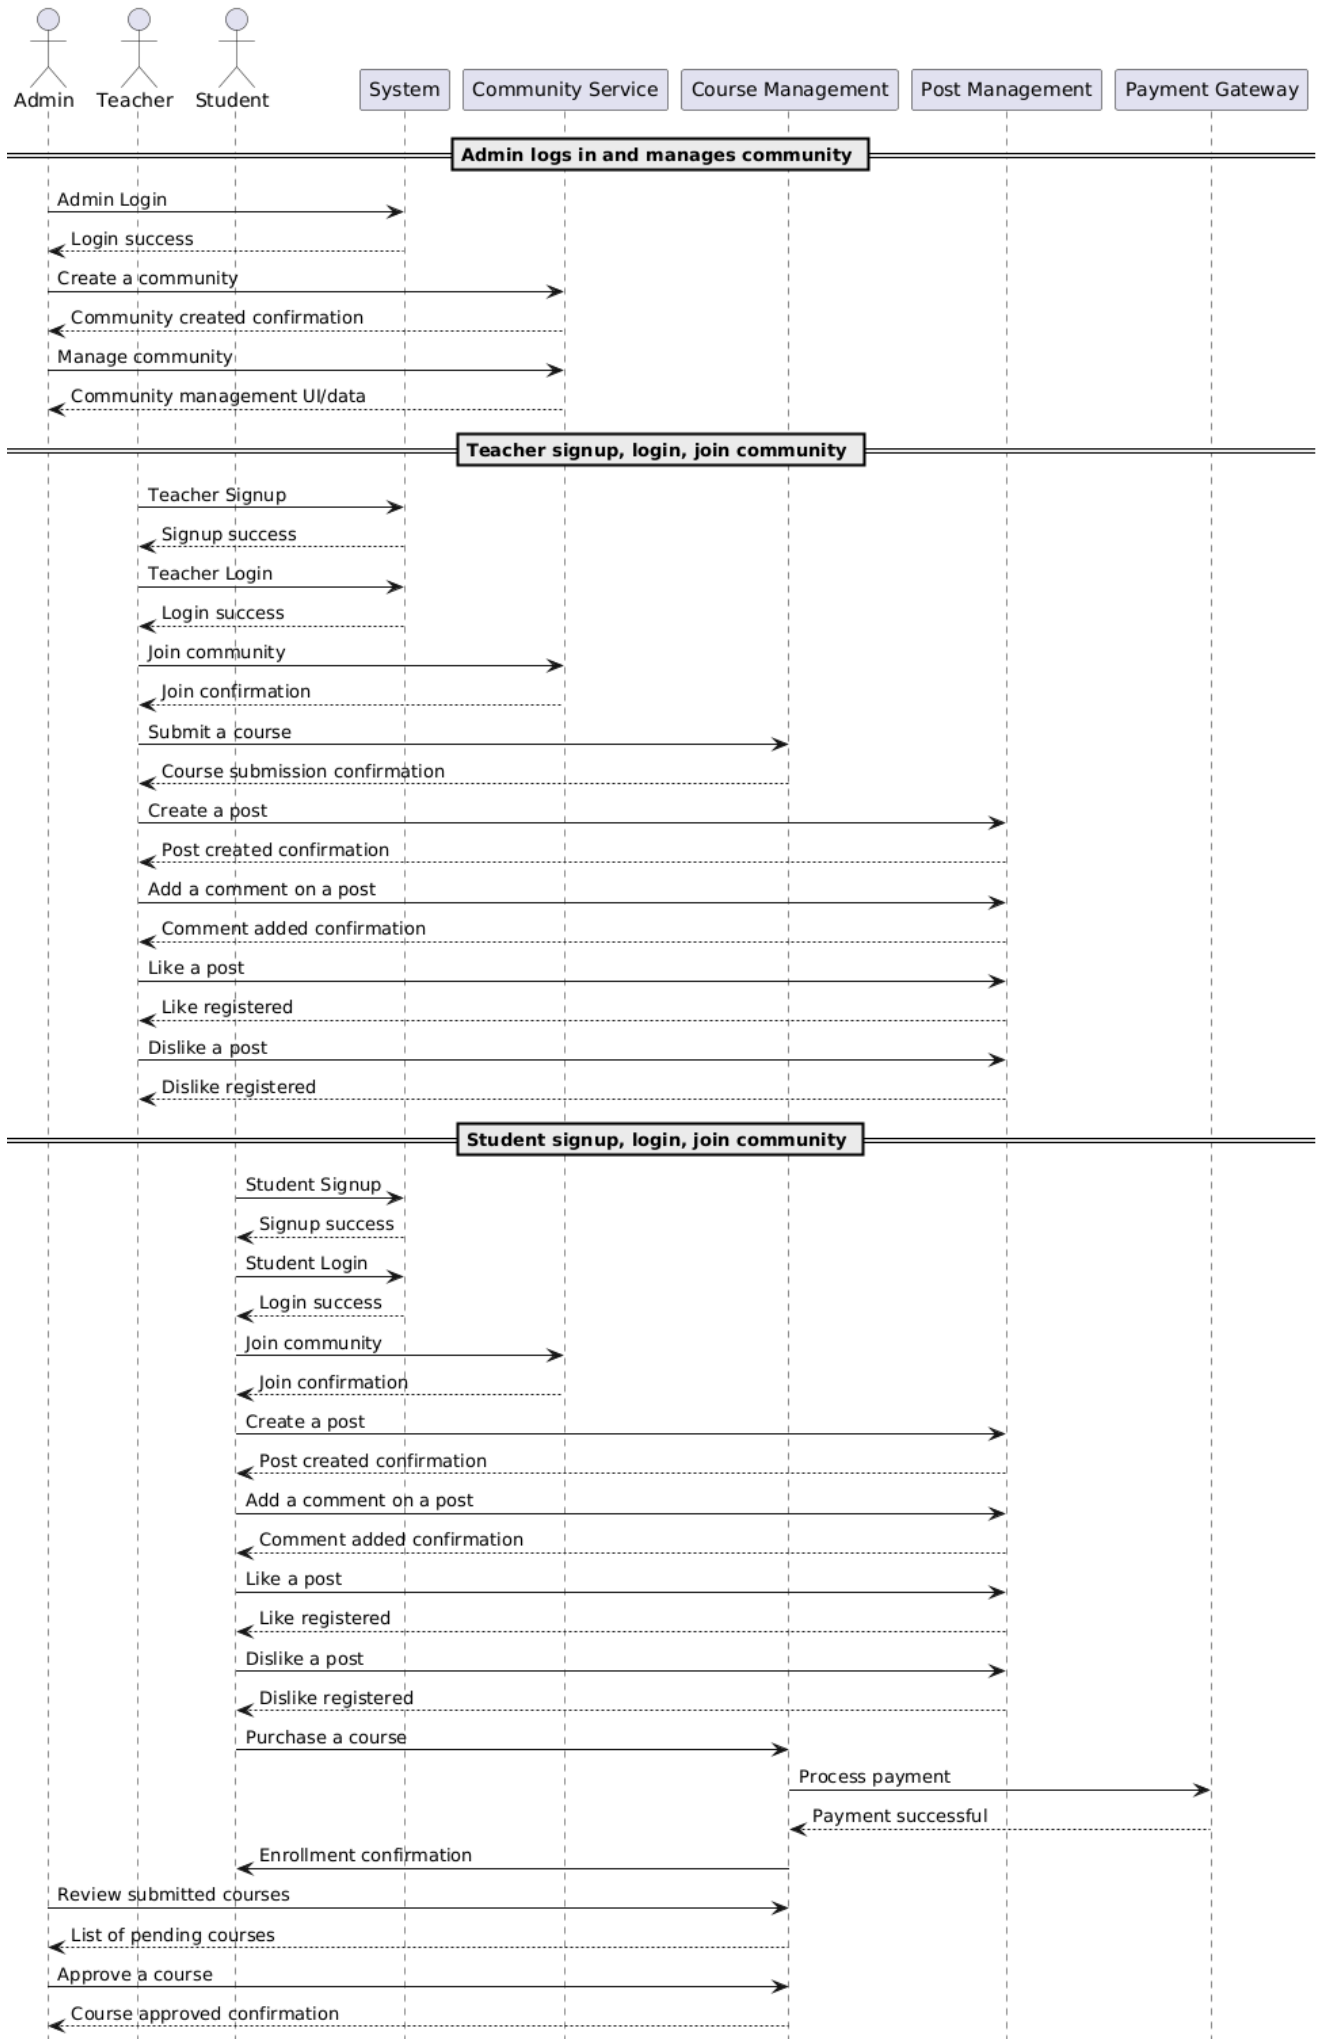 Admin
Teacher
Student
System
Community Service
Course Management
Post Management
Payment Gateway
Admin logs in and manages community
Admin Login
Login success
Create a community
Community created confirmation
Manage community
Community management UI/data
Teacher signup, login, join community
Teacher Signup
Signup success
Teacher Login
Login success
Join community
Join confirmation
Submit a course
Course submission confirmation
Create a post
Post created confirmation
Add a comment on a post
Comment added confirmation
Like a post
Like registered
Dislike a post
Dislike registered
Student signup, login, join community
Student Signup
Signup success
Student Login
Login success
Join community
Join confirmation
Create a post
Post created confirmation
Add a comment on a post
Comment added confirmation
Like a post
Like registered
Dislike a post
Dislike registered
Purchase a course
Process payment
Payment successful
Enrollment confirmation
Review submitted courses
List of pending courses
Approve a course
Course approved confirmation